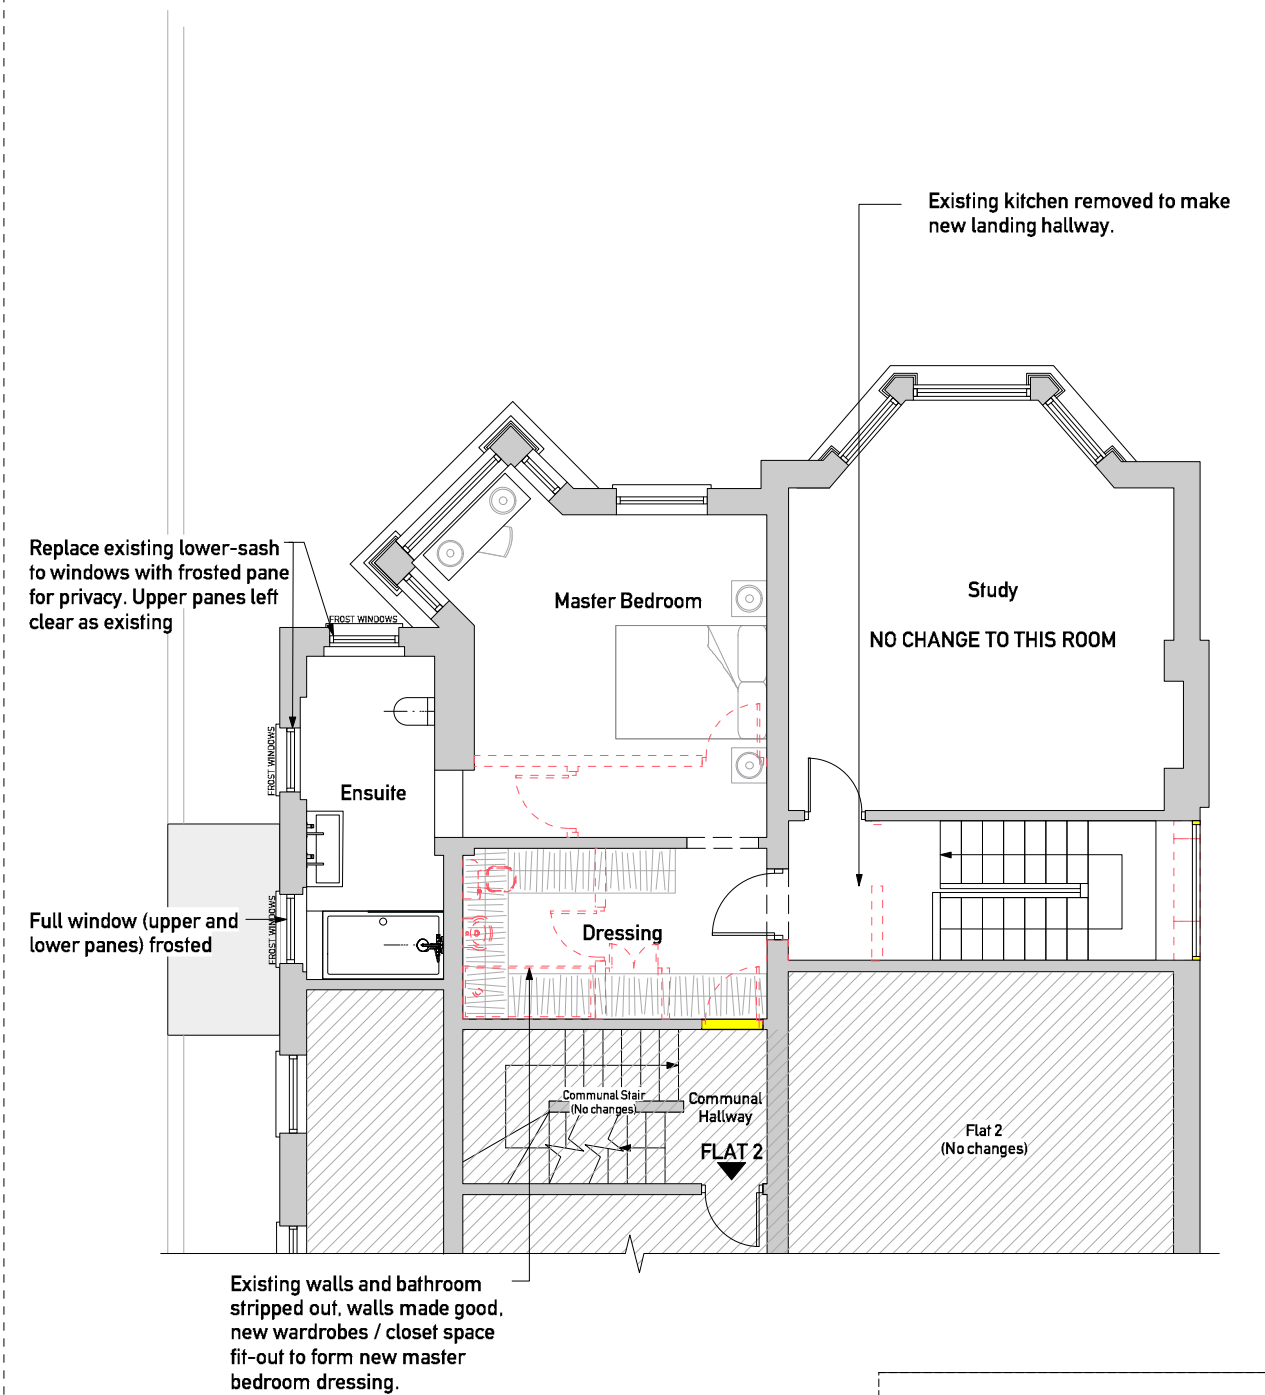 Existing kitchen removed to make
new landing hallway.
Replace existing lower-sash
to windows with frosted pane
for privacy. Upper panes left
clear as existing
FROST WINDOWS
Master Bedroom
Study
NO CHANGE TO THIS ROOM
FROST WINDOWS
Ensuite
Full window (upper and
lower panes) frosted
FROST WINDOWS
Dressing
Communal Stair
(No changes)
Communal
Hallway
FLAT 2
Flat 2
(No changes)
Existing walls and bathroom
stripped out, walls made good,
new wardrobes / closet space
fit-out to form new master
bedroom dressing.